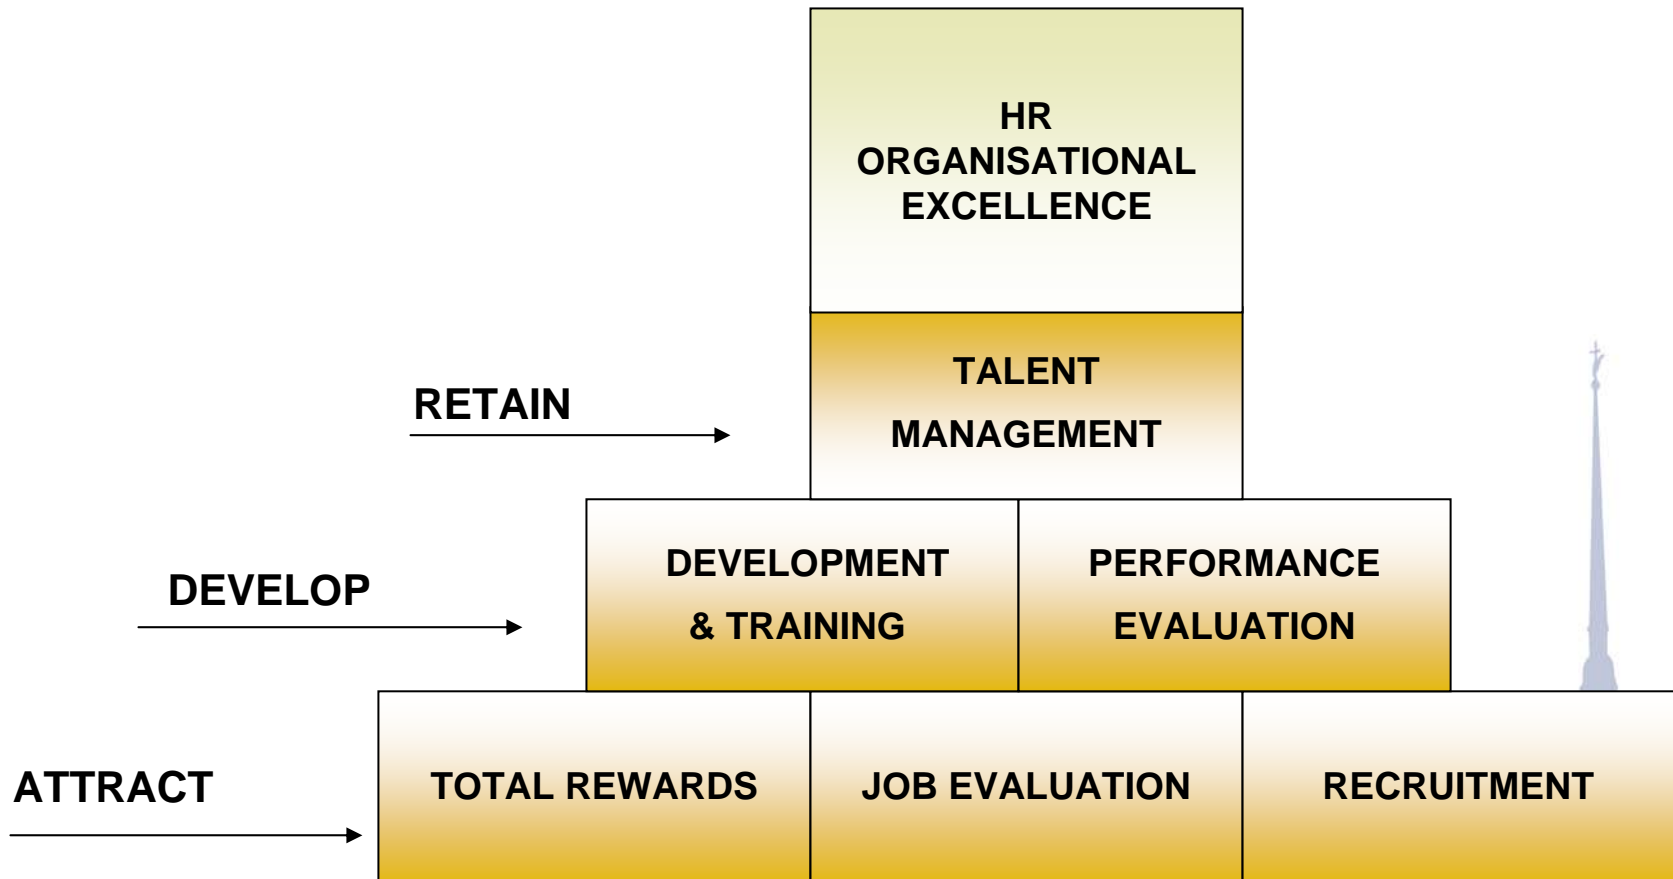 HR
ORGANISATIONAL
EXCELLENCE
TALENT
MANAGEMENT
RETAIN
DEVELOPMENT
& TRAINING
PERFORMANCE
EVALUATION
DEVELOP
TOTAL REWARDS
JOB EVALUATION
RECRUITMENT
ATTRACT